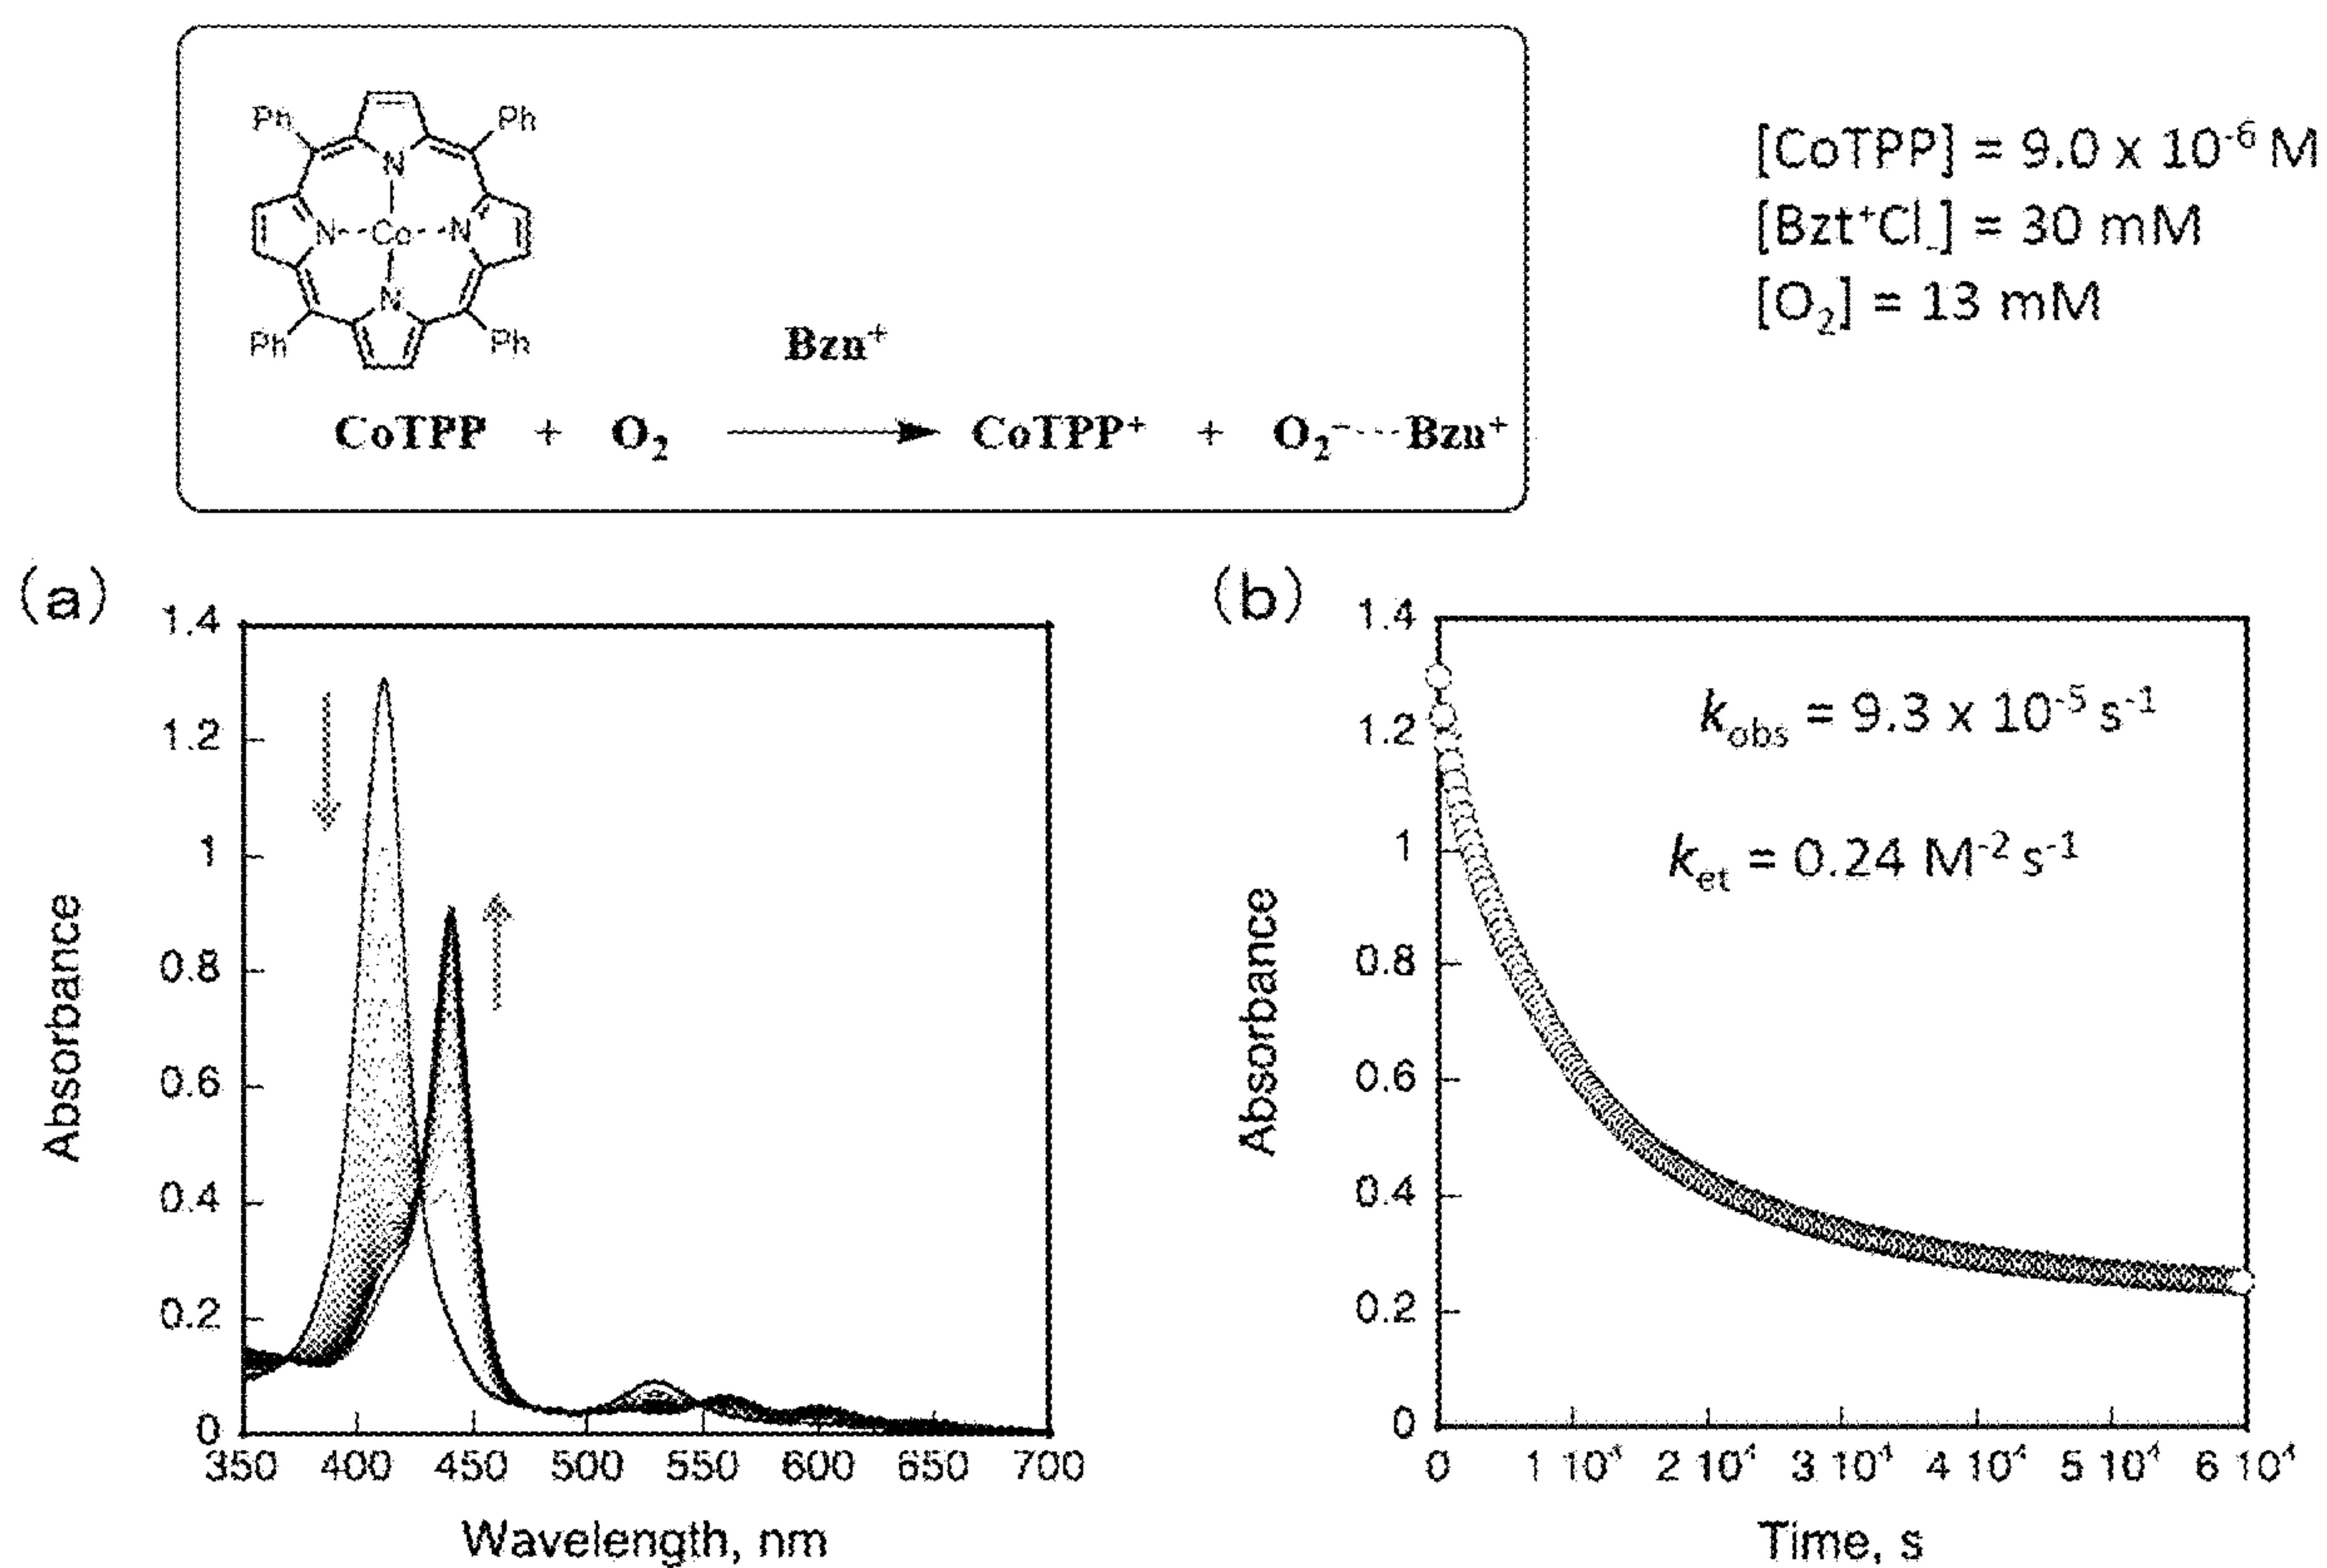 Ph Ph
N
N Co N
N
Ph Ph
Bzn⁺
CoTPP + O₂ CoTPP⁺ + O₂⁻----Bzn⁺
[CoTPP] = 9.0 x 10⁻⁶ M
[Bzt⁺Cl₋] = 30 mM
[O₂] = 13 mM
(a)
1.4
1.2
1
0.8
0.6
0.4
0.2
0
Absorbance
350 400 450 500 550 600 650 700
Wavelength, nm
(b)
1.4
1.2
1
0.8
0.6
0.4
0.2
0
Absorbance
k_obs = 9.3 x 10⁻⁵ s⁻¹
k_et = 0.24 M⁻² s⁻¹
0 1 10⁴ 2 10⁴ 3 10⁴ 4 10⁴ 5 10⁴ 6 10⁴
Time, s